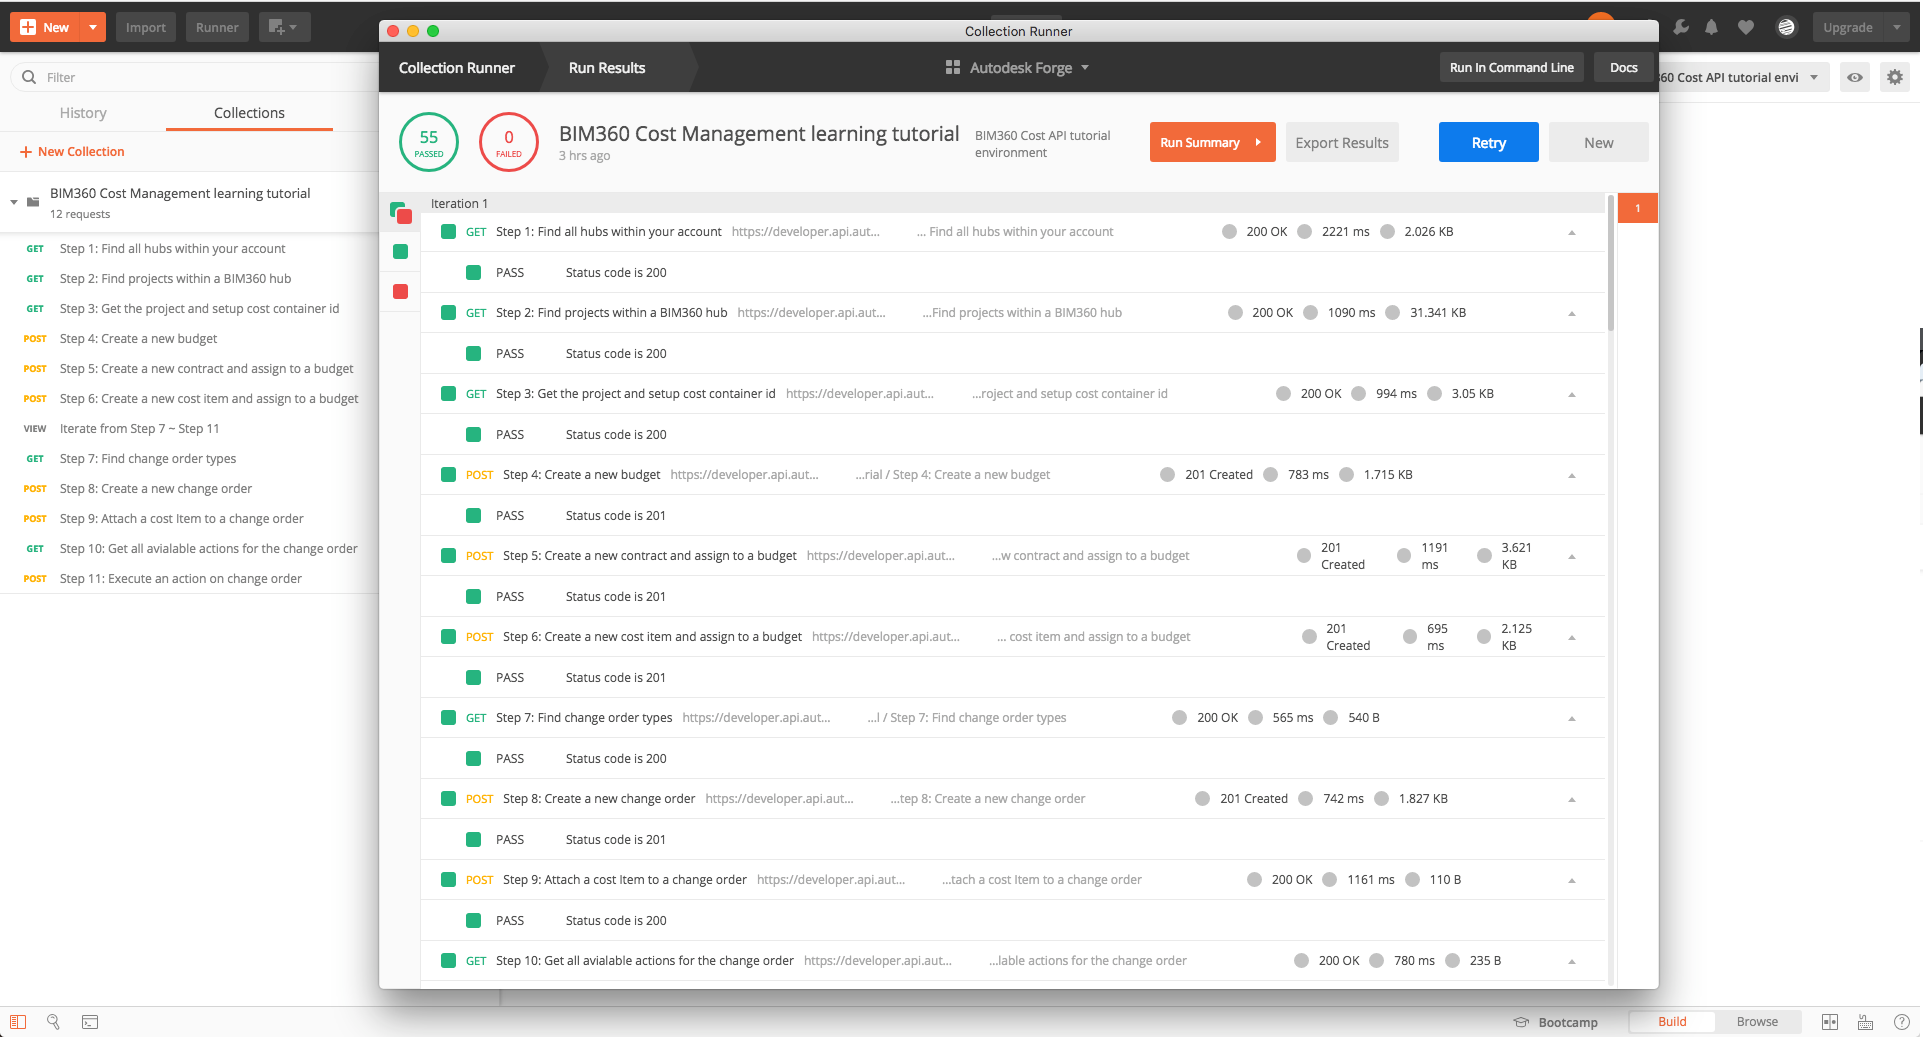 New
Import
Runner
Upgrade
Filter
History
Collections
New Collection
BIM360 Cost Management learning tutorial
12 requests
GET Step 1: Find all hubs within your account
GET Step 2: Find projects within a BIM360 hub
GET Step 3: Get the project and setup cost container id
POST Step 4: Create a new budget
POST Step 5: Create a new contract and assign to a budget
POST Step 6: Create a new cost item and assign to a budget
VIEW Iterate from Step 7 ~ Step 11
GET Step 7: Find change order types
POST Step 8: Create a new change order
POST Step 9: Attach a cost Item to a change order
GET Step 10: Get all avialable actions for the change order
POST Step 11: Execute an action on change order
Collection Runner
Collection Runner
Run Results
Autodesk Forge
Run In Command Line
Docs
60 Cost API tutorial envi
55
PASSED
0
FAILED
BIM360 Cost Management learning tutorial
3 hrs ago
BIM360 Cost API tutorial
environment
Run Summary
Export Results
Retry
New
Iteration 1
1
GET Step 1: Find all hubs within your account https://developer.api.aut... ... Find all hubs within your account 200 OK 2221 ms 2.026 KB
PASS Status code is 200
GET Step 2: Find projects within a BIM360 hub https://developer.api.aut... ...Find projects within a BIM360 hub 200 OK 1090 ms 31.341 KB
PASS Status code is 200
GET Step 3: Get the project and setup cost container id https://developer.api.aut... ...roject and setup cost container id 200 OK 994 ms 3.05 KB
PASS Status code is 200
POST Step 4: Create a new budget https://developer.api.aut... ...rial / Step 4: Create a new budget 201 Created 783 ms 1.715 KB
PASS Status code is 201
POST Step 5: Create a new contract and assign to a budget https://developer.api.aut... ...w contract and assign to a budget 201 Created 1191 ms 3.621 KB
PASS Status code is 201
POST Step 6: Create a new cost item and assign to a budget https://developer.api.aut... ... cost item and assign to a budget 201 Created 695 ms 2.125 KB
PASS Status code is 201
GET Step 7: Find change order types https://developer.api.aut... ...l / Step 7: Find change order types 200 OK 565 ms 540 B
PASS Status code is 200
POST Step 8: Create a new change order https://developer.api.aut... ...tep 8: Create a new change order 201 Created 742 ms 1.827 KB
PASS Status code is 201
POST Step 9: Attach a cost Item to a change order https://developer.api.aut... ...tach a cost Item to a change order 200 OK 1161 ms 110 B
PASS Status code is 200
GET Step 10: Get all avialable actions for the change order https://developer.api.aut... ...lable actions for the change order 200 OK 780 ms 235 B
Bootcamp
Build
Browse